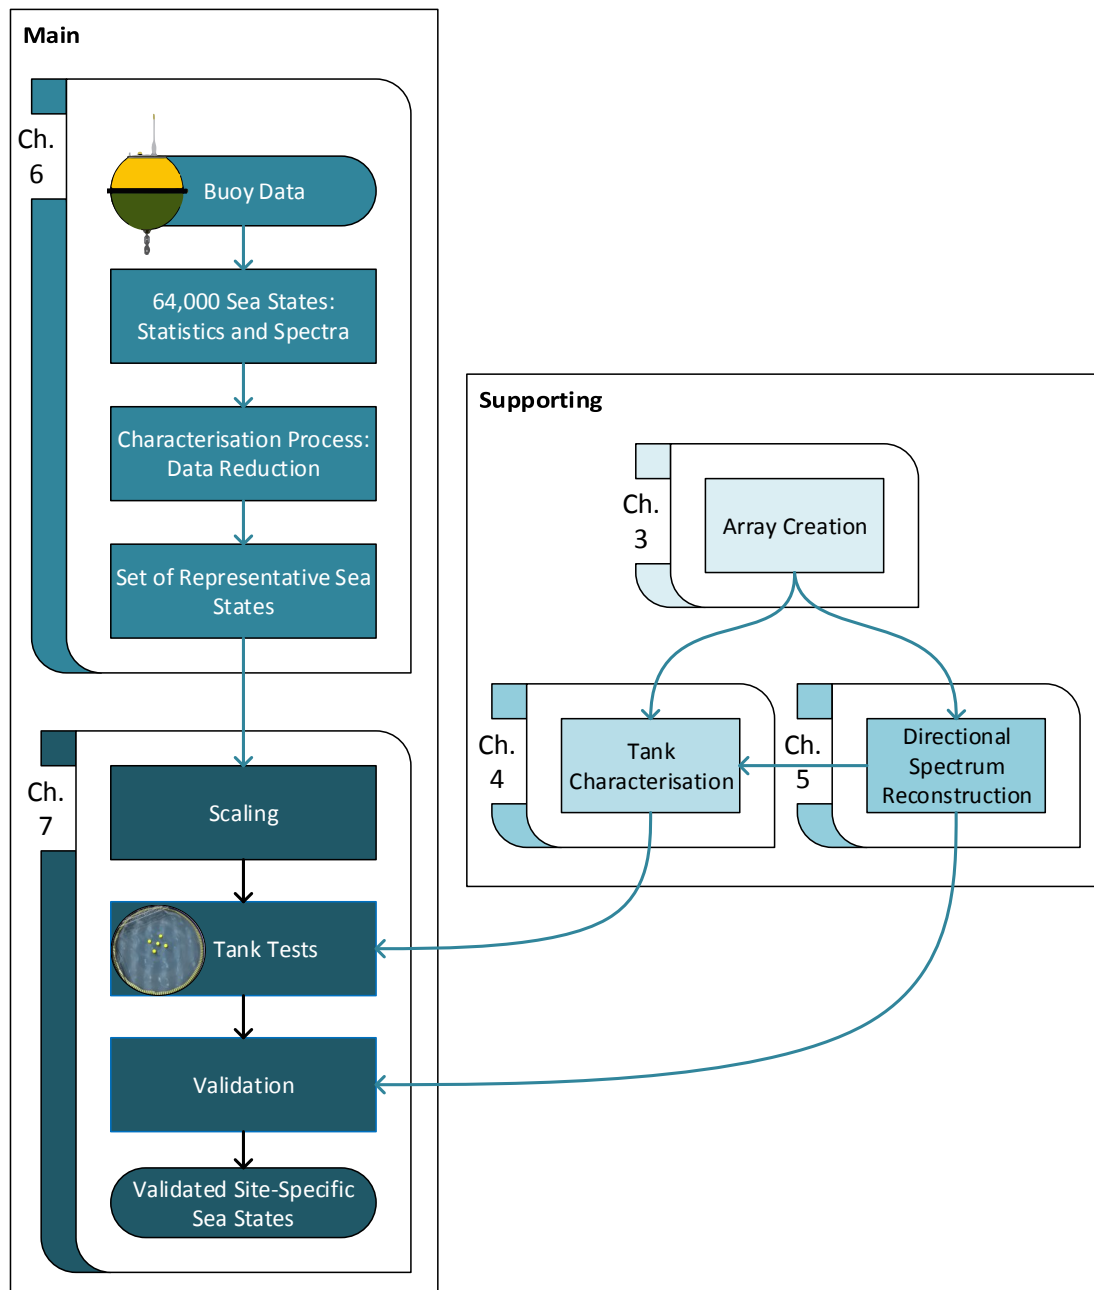 Main
Ch.
6
Buoy Data
64,000 Sea States:
Statistics and Spectra
Characterisation Process:
Data Reduction
Set of Representative Sea
States
Ch.
7
Scaling
Tank Tests
Validation
Validated Site-Specific
Sea States
Supporting
Ch.
3
Array Creation
Ch.
4
Tank
Characterisation
Ch.
5
Directional
Spectrum
Reconstruction